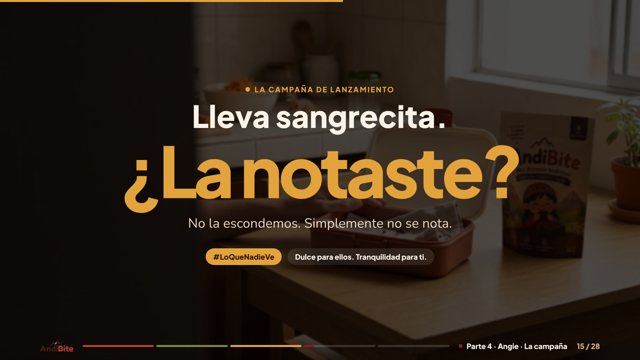 LA CAMPAÑA DE LANZAMIENTO
Lleva sangrecita.
¿La notaste?
No la escondemos. Simplemente no se nota.
#LoQueNadieVe
Dulce para ellos. Tranquilidad para ti.
AndiBite
AndiBite
Parte 4 · Angie · La campaña
15 / 28